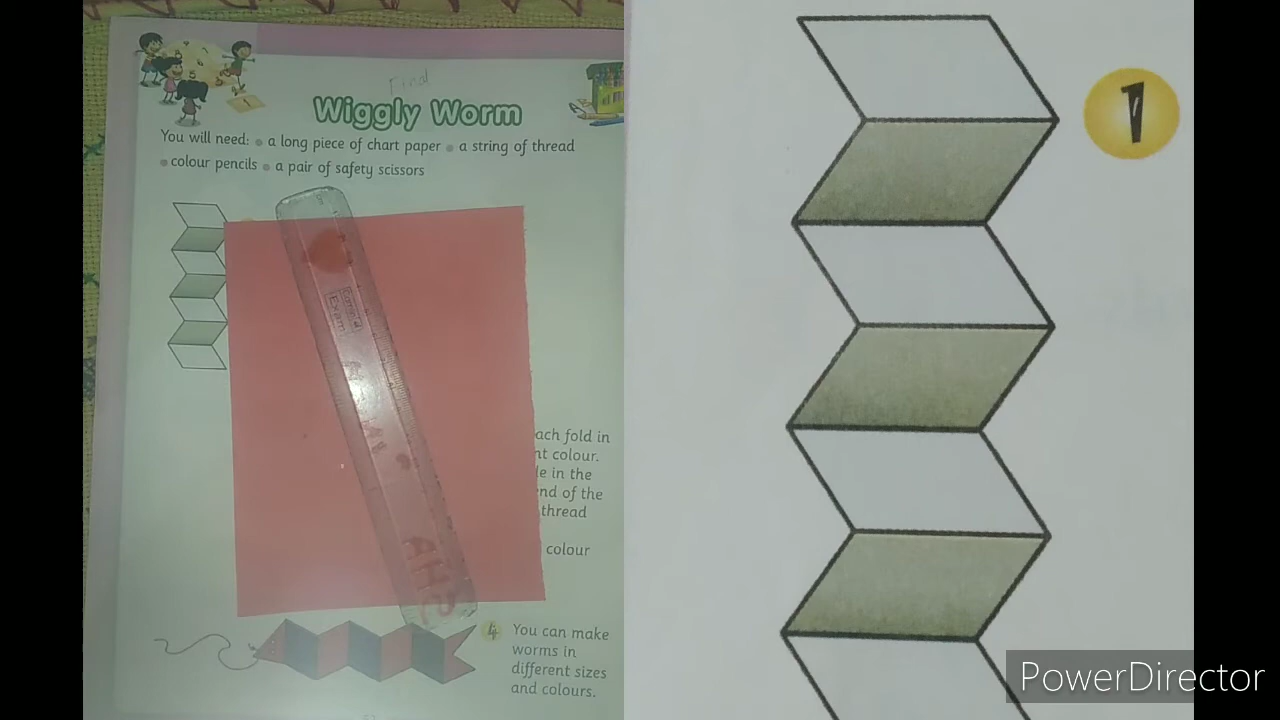 Final
Wiggly Worm
You will need: • a long piece of chart paper • a string of thread
• colour pencils • a pair of safety scissors
Exam
ach fold in
nt colour.
le in the
end of the
thread
colour
4 You can make
worms in
different sizes
and colours.
1
PowerDirector